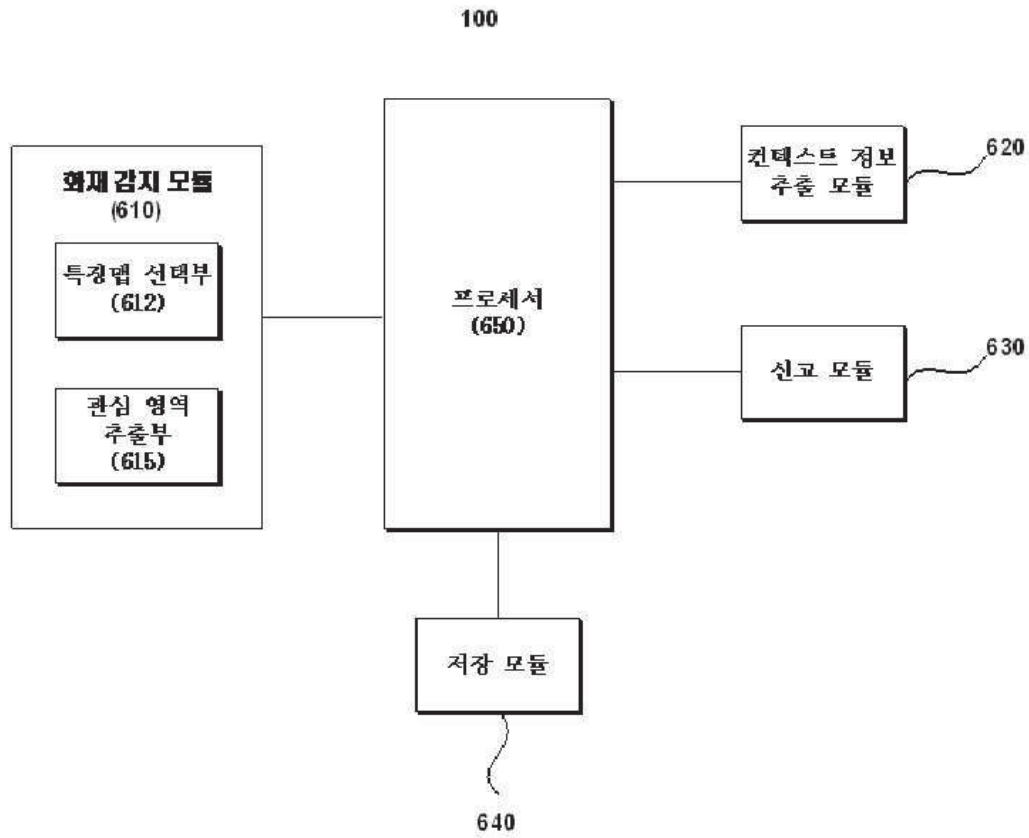 100
화재 감지 모듈
(610)
특징맵 선택부
(612)
관심 영역
추출부
(615)
프로세서
(650)
컨텍스트 정보
추출 모듈
620
신고 모듈
630
저장 모듈
640